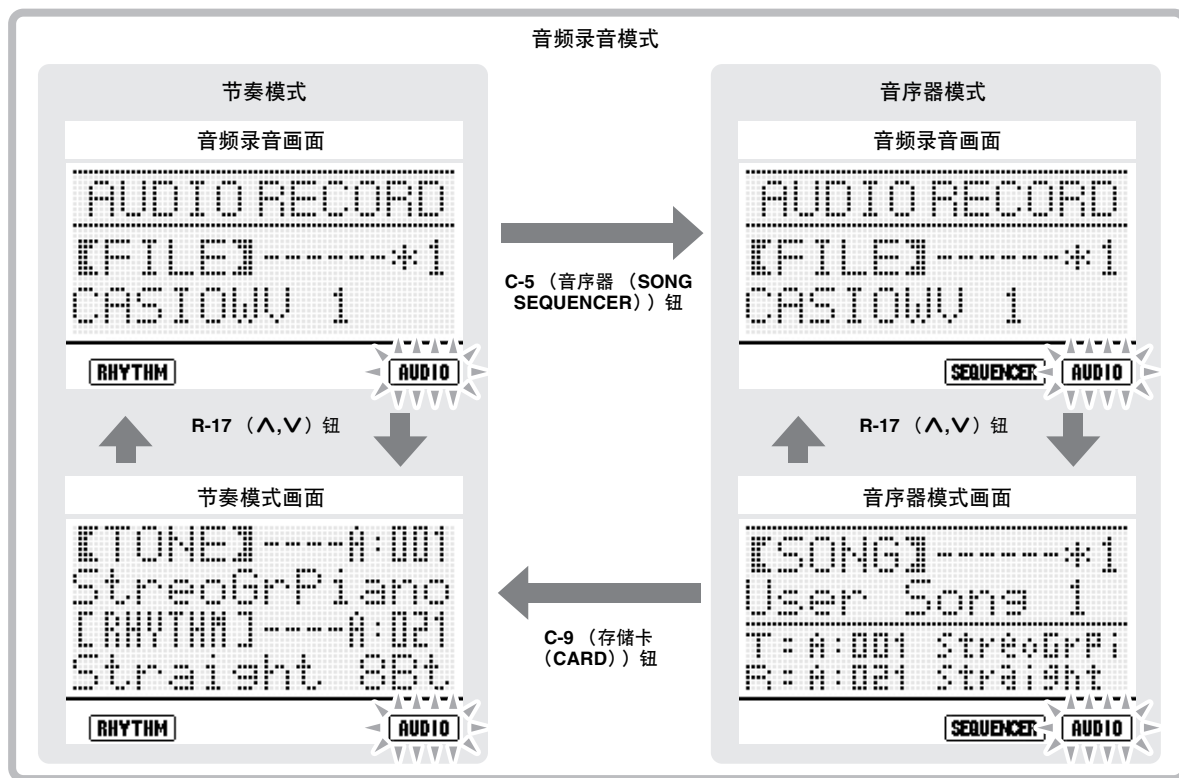 音频录音模式
节奏模式
音频录音画面
AUDIO RECORD
【FILE】------:*1
CASIOWV 1
RHYTHM
AUDIO
R-17 （∧,∨）钮
节奏模式画面
【TONE】----A:001
StreoGrPiano
[RHYTHM]----A:021
Straight 8Bt
RHYTHM
AUDIO
C-5 （音序器 （SONG
SEQUENCER））钮
C-9 （存储卡
（CARD））钮
音序器模式
音频录音画面
AUDIO RECORD
【FILE】------:*1
CASIOWV 1
SEQUENCER
AUDIO
R-17 （∧,∨）钮
音序器模式画面
【SONG】------:*1
User Song 1
T:A:001 StreoGrPi
R:A:021 Straight
SEQUENCER
AUDIO